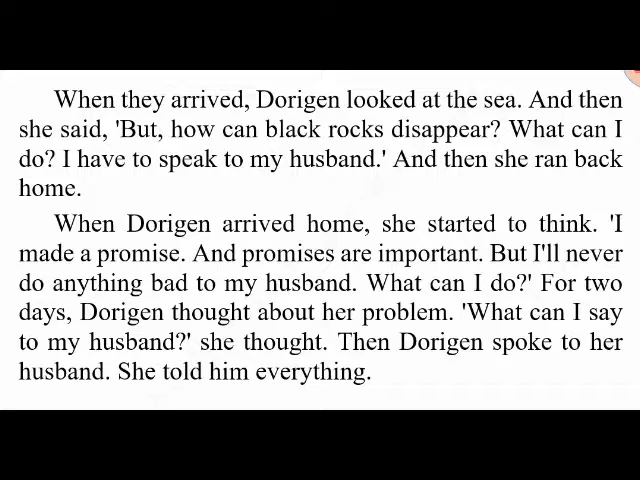 When they arrived, Dorigen looked at the sea. And then
she said, 'But, how can black rocks disappear? What can I
do? I have to speak to my husband.' And then she ran back
home.
When Dorigen arrived home, she started to think. 'I
made a promise. And promises are important. But I'll never
do anything bad to my husband. What can I do?' For two
days, Dorigen thought about her problem. 'What can I say
to my husband?' she thought. Then Dorigen spoke to her
husband. She told him everything.